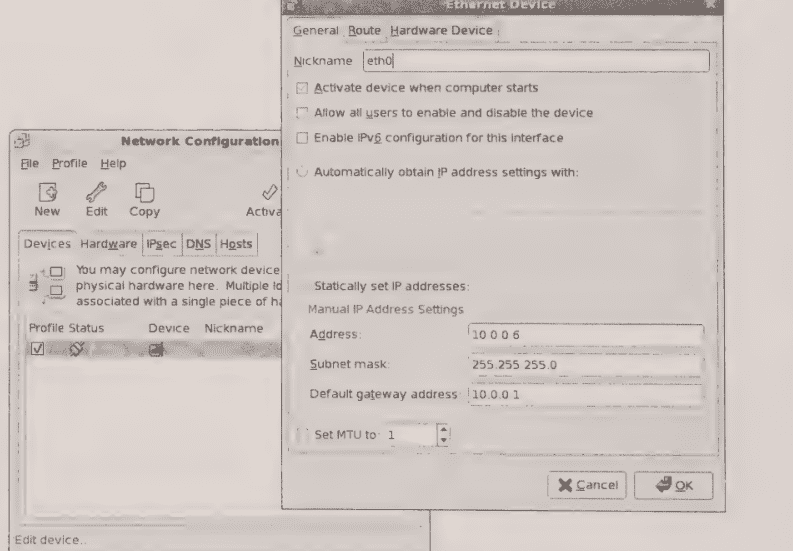 Ethernet Device
General Route Hardware Device
Nickname eth0
Activate device when computer starts
Allow all users to enable and disable the device
Enable IPv6 configuration for this interface
Automatically obtain IP address settings with:
Statically set IP addresses:
Manual IP Address Settings
Address: 10.0.0.6
Subnet mask: 255.255.255.0
Default gateway address 10.0.0.1
Set MTU to: 1
Cancel OK
Network Configuration
File Profile Help
New Edit Copy Activa
Devices Hardware IPsec DNS Hosts
You may configure network device
physical hardware here. Multiple lo
associated with a single piece of ha
Profile Status Device Nickname
Edit device..